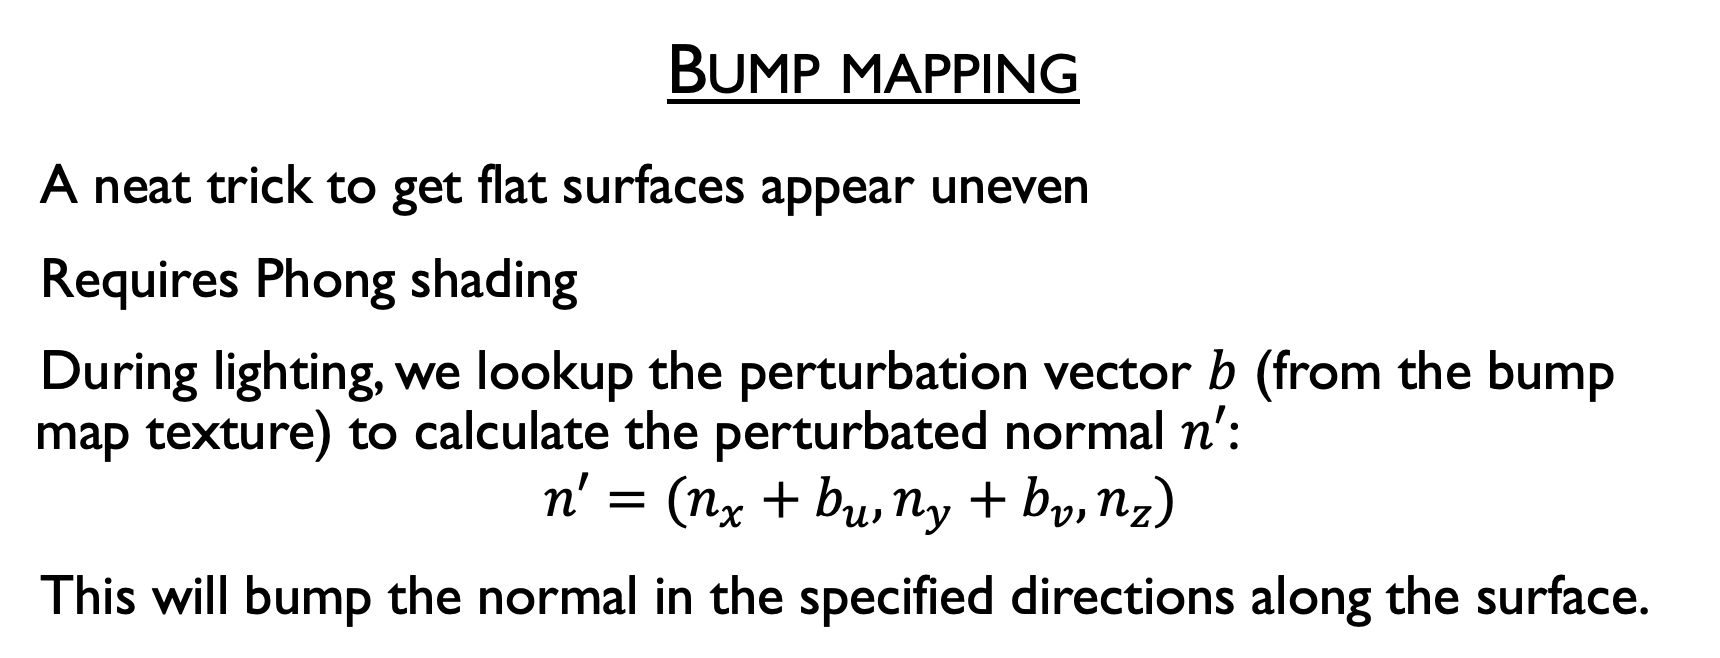 BUMP MAPPING
A neat trick to get flat surfaces appear uneven
Requires Phong shading
During lighting, we lookup the perturbation vector b (from the bump
map texture) to calculate the perturbated normal n′:
n′ = (nₓ + bᵤ, n_y + bᵥ, n_z)
This will bump the normal in the specified directions along the surface.